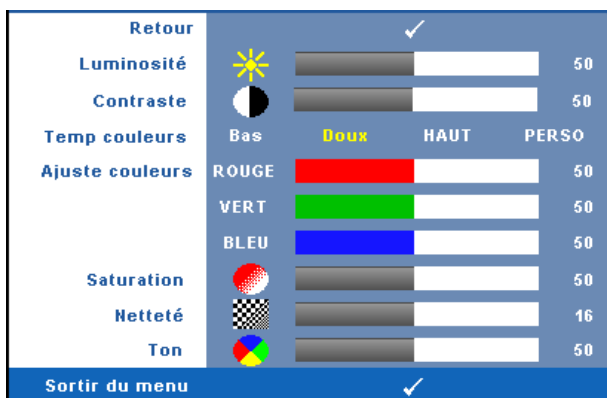 Retour
Luminosité 50
Contraste 50
Temp couleurs Bas Doux HAUT PERSO
Ajuste couleurs ROUGE 50
VERT 50
BLEU 50
Saturation 50
Netteté 16
Ton 50
Sortir du menu